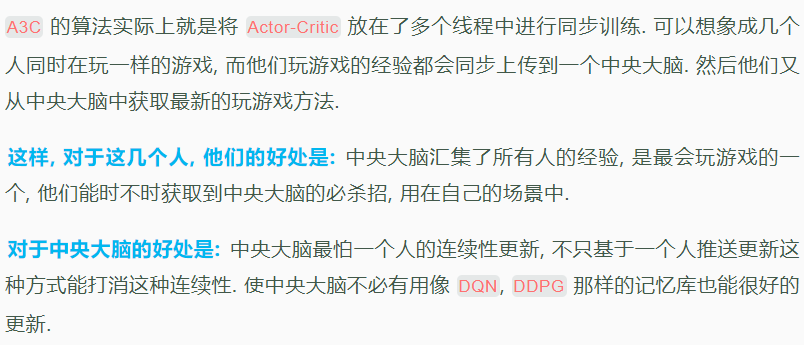 A3C 的算法实际上就是将 Actor-Critic 放在了多个线程中进行同步训练. 可以想象成几个
人同时在玩一样的游戏, 而他们玩游戏的经验都会同步上传到一个中央大脑. 然后他们又
从中央大脑中获取最新的玩游戏方法.
这样, 对于这几个人, 他们的好处是: 中央大脑汇集了所有人的经验, 是最会玩游戏的一
个, 他们能时不时获取到中央大脑的必杀招, 用在自己的场景中.
对于中央大脑的好处是: 中央大脑最怕一个人的连续性更新, 不只基于一个人推送更新这
种方式能打消这种连续性. 使中央大脑不必有用像 DQN, DDPG 那样的记忆库也能很好的
更新.